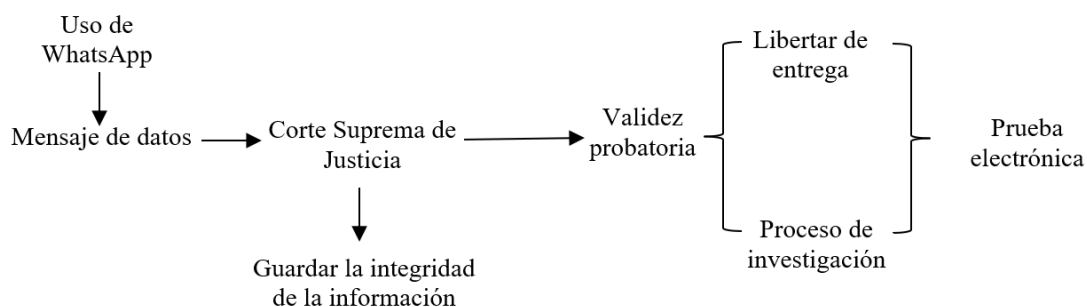 Uso de
WhatsApp
Mensaje de datos
Corte Suprema de
Justicia
Guardar la integridad
de la información
Validez
probatoria
Libertar de
entrega
Proceso de
investigación
Prueba
electrónica